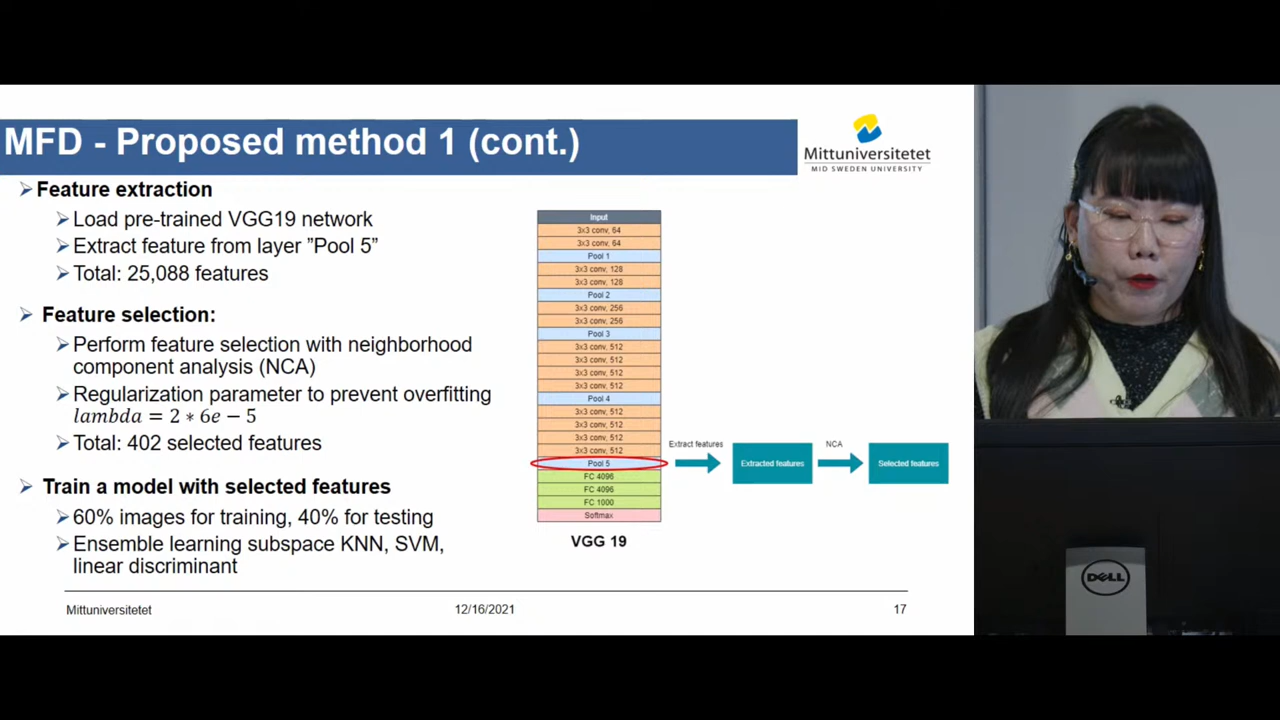 MFD - Proposed method 1 (cont.)
Mittuniversitetet
MID SWEDEN UNIVERSITY
Feature extraction
Load pre-trained VGG19 network
Extract feature from layer ”Pool 5”
Total: 25,088 features
Feature selection:
Perform feature selection with neighborhood
component analysis (NCA)
Regularization parameter to prevent overfitting
lambda = 2 * 6e - 5
Total: 402 selected features
Train a model with selected features
60% images for training, 40% for testing
Ensemble learning subspace KNN, SVM,
linear discriminant
Input
3x3 conv, 64
3x3 conv, 64
Pool 1
3x3 conv, 128
3x3 conv, 128
Pool 2
3x3 conv, 256
3x3 conv, 256
Pool 3
3x3 conv, 512
3x3 conv, 512
3x3 conv, 512
3x3 conv, 512
Pool 4
3x3 conv, 512
3x3 conv, 512
3x3 conv, 512
3x3 conv, 512
Pool 5
FC 4096
FC 4096
FC 1000
Softmax
VGG 19
Extract features
Extracted features
NCA
Selected features
Mittuniversitetet
12/16/2021
17
DELL